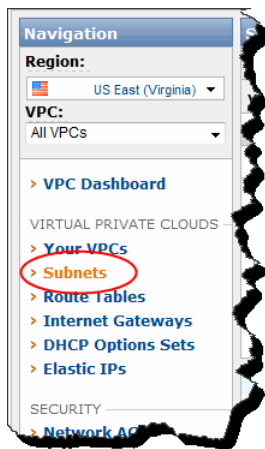 Navigation
Region:
US East (Virginia)
VPC:
All VPCs
> VPC Dashboard
VIRTUAL PRIVATE CLOUDS
> Your VPCs
> Subnets
> Route Tables
> Internet Gateways
> DHCP Options Sets
> Elastic IPs
SECURITY
> Network